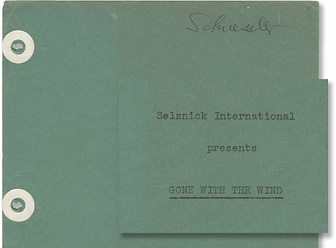 Selznick International
presents
GONE WITH THE WIND